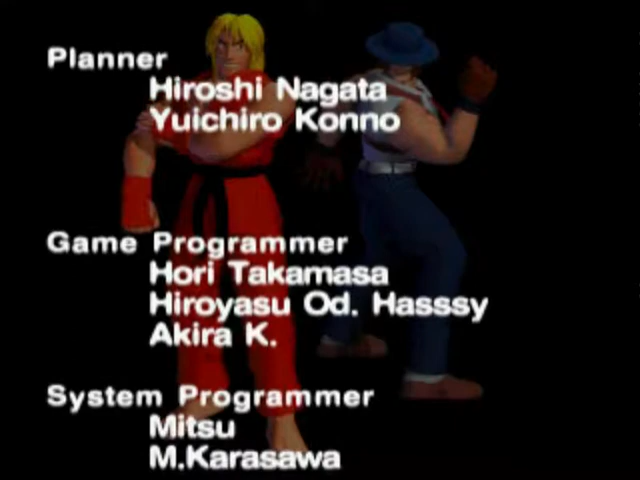 Planner
Hiroshi Nagata
Yuichiro Konno
Game Programmer
Hori Takamasa
Hiroyasu Od. Hasssy
Akira K.
System Programmer
Mitsu
M.Karasawa